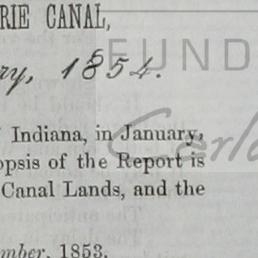 RIE CANAL,
FUND
ry, 1854.
Indiana, in January,
opsis of the Report is
Canal Lands, and the
mber, 1853.